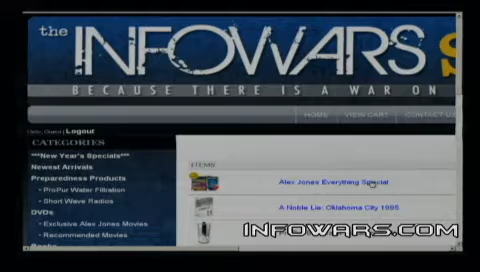 the
INFOWARS S
BECAUSE THERE IS A WAR ON
HOME VIEW CART CONTACT US
Hello, Guest | Logout
CATEGORIES
***New Year's Specials***
Newest Arrivals
Preparedness Products
• ProPur Water Filtration
• Short Wave Radios
DVDs
• Exclusive Alex Jones Movies
• Recommended Movies
Books
ITEMS
Alex Jones Everything Special
A Noble Lie: Oklahoma City 1995
INFOWARS.COM